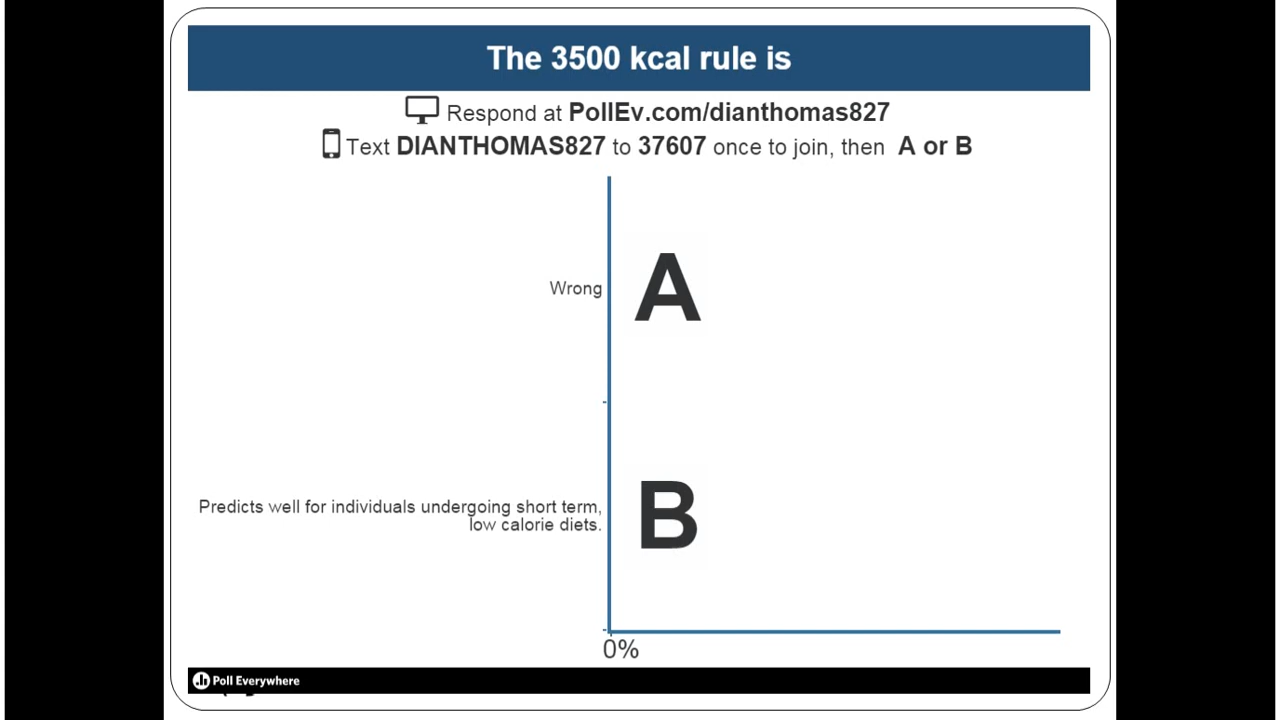 The 3500 kcal rule is
Respond at PollEv.com/dianthomas827
Text DIANTHOMAS827 to 37607 once to join, then A or B
Wrong
A
Predicts well for individuals undergoing short term,
low calorie diets.
B
0%
Poll Everywhere